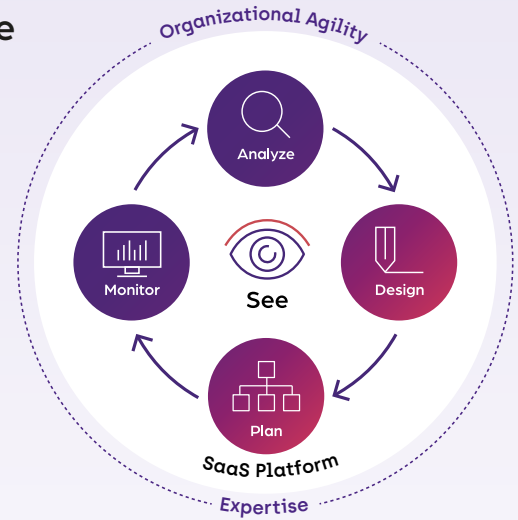 e
Organizational Agility
Analyze
Monitor
See
Design
Plan
SaaS Platform
Expertise